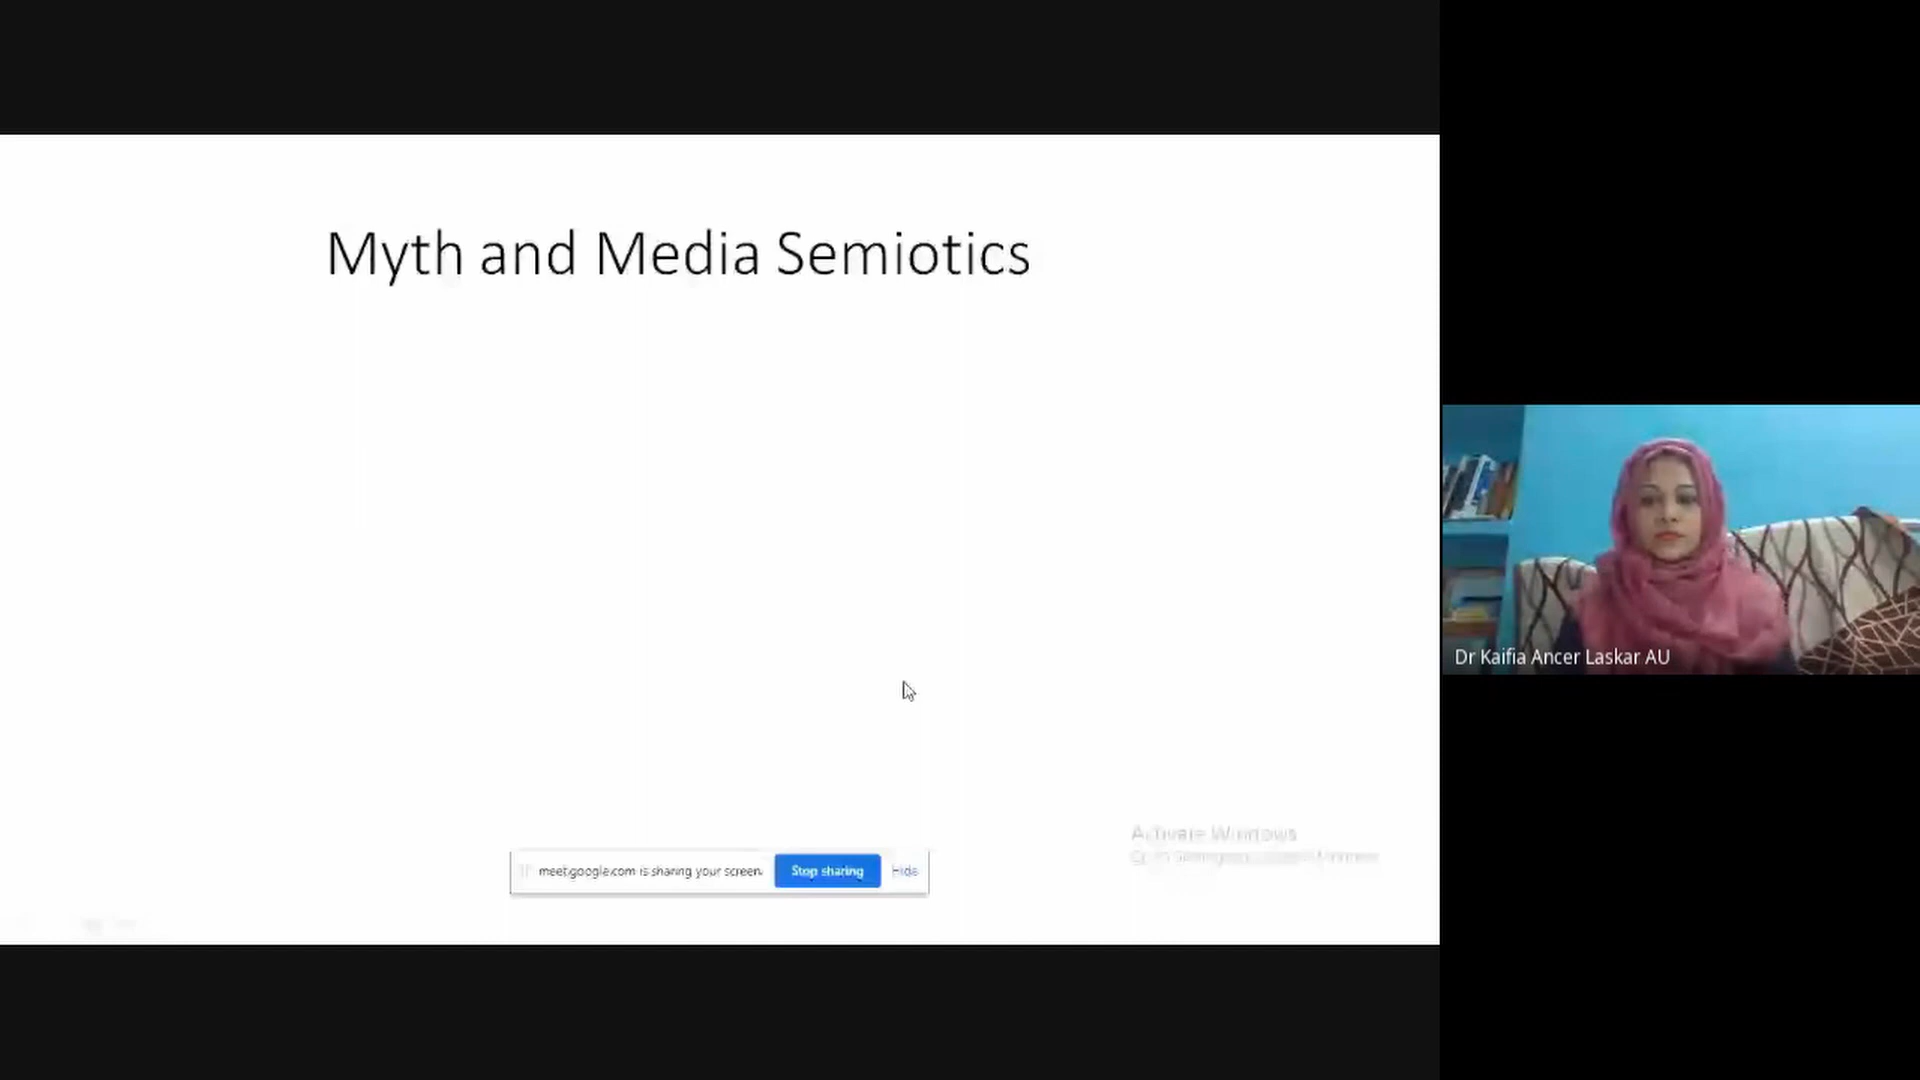 Myth and Media Semiotics
Activate Windows
meet.google.com is sharing your screen.
Stop sharing
Hide
Dr Kaifia Ancer Laskar AU